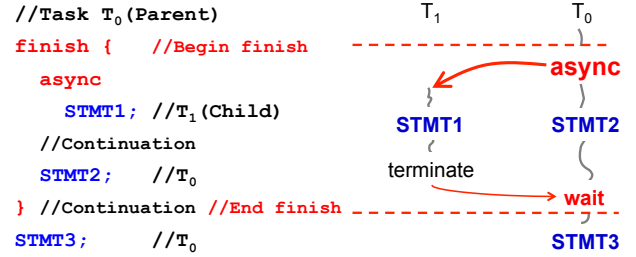 //Task T₀(Parent)
finish {    //Begin finish
  async
    STMT1; //T₁(Child)
  //Continuation
  STMT2;   //T₀
} //Continuation //End finish
STMT3;     //T₀
T₁ T₀
async
STMT1 STMT2
terminate
wait
STMT3